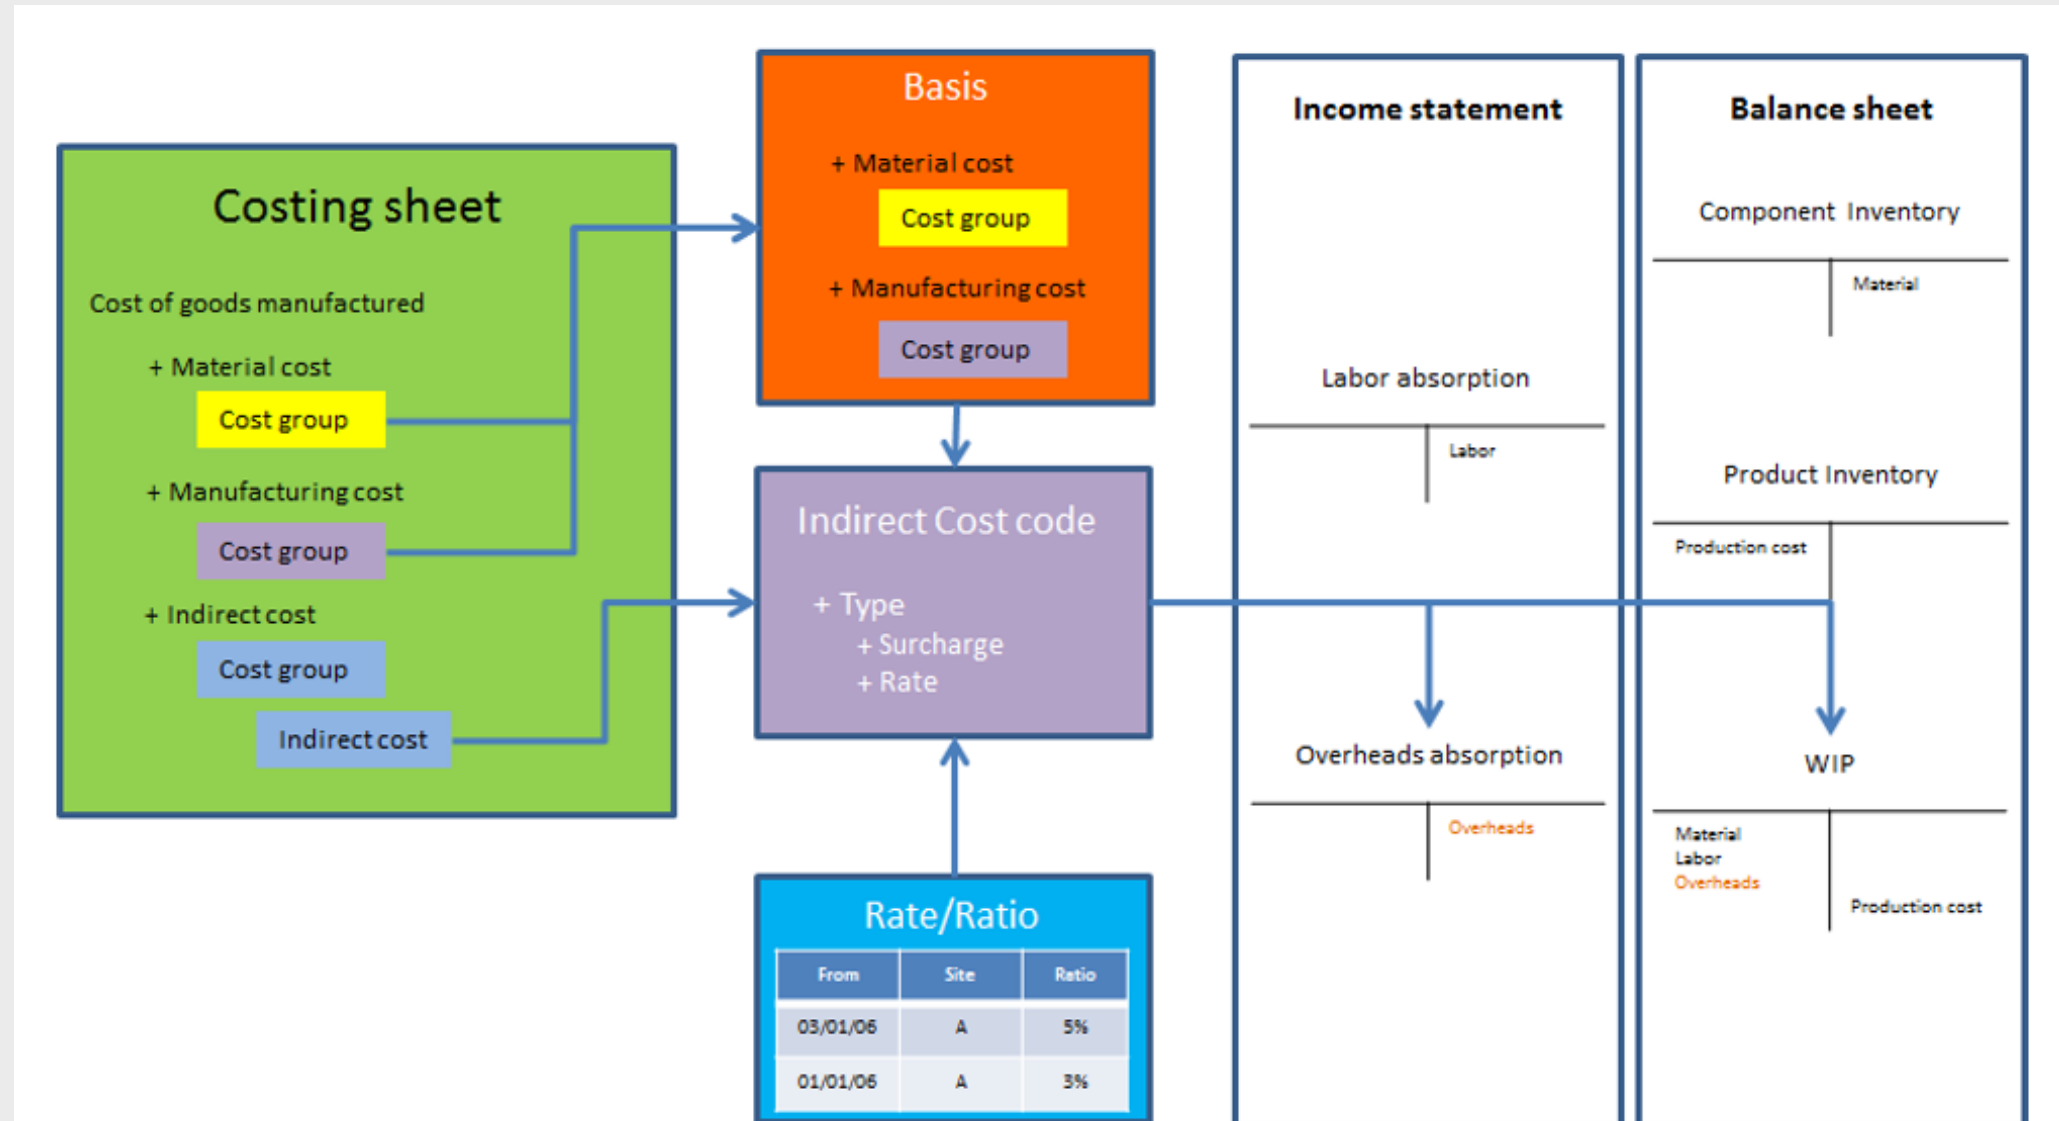 Costing sheet
Cost of goods manufactured
+ Material cost
Cost group
+ Manufacturing cost
Cost group
+ Indirect cost
Cost group
Indirect cost
Basis
+ Material cost
Cost group
+ Manufacturing cost
Cost group
Indirect Cost code
+ Type
+ Surcharge
+ Rate
Rate/Ratio
From Site Ratio
03/01/06 A 5%
01/01/06 A 3%
Income statement
Labor absorption
Labor
Overheads absorption
Overheads
Balance sheet
Component Inventory
Material
Product Inventory
Production cost
WIP
Material
Labor
Overheads
Production cost